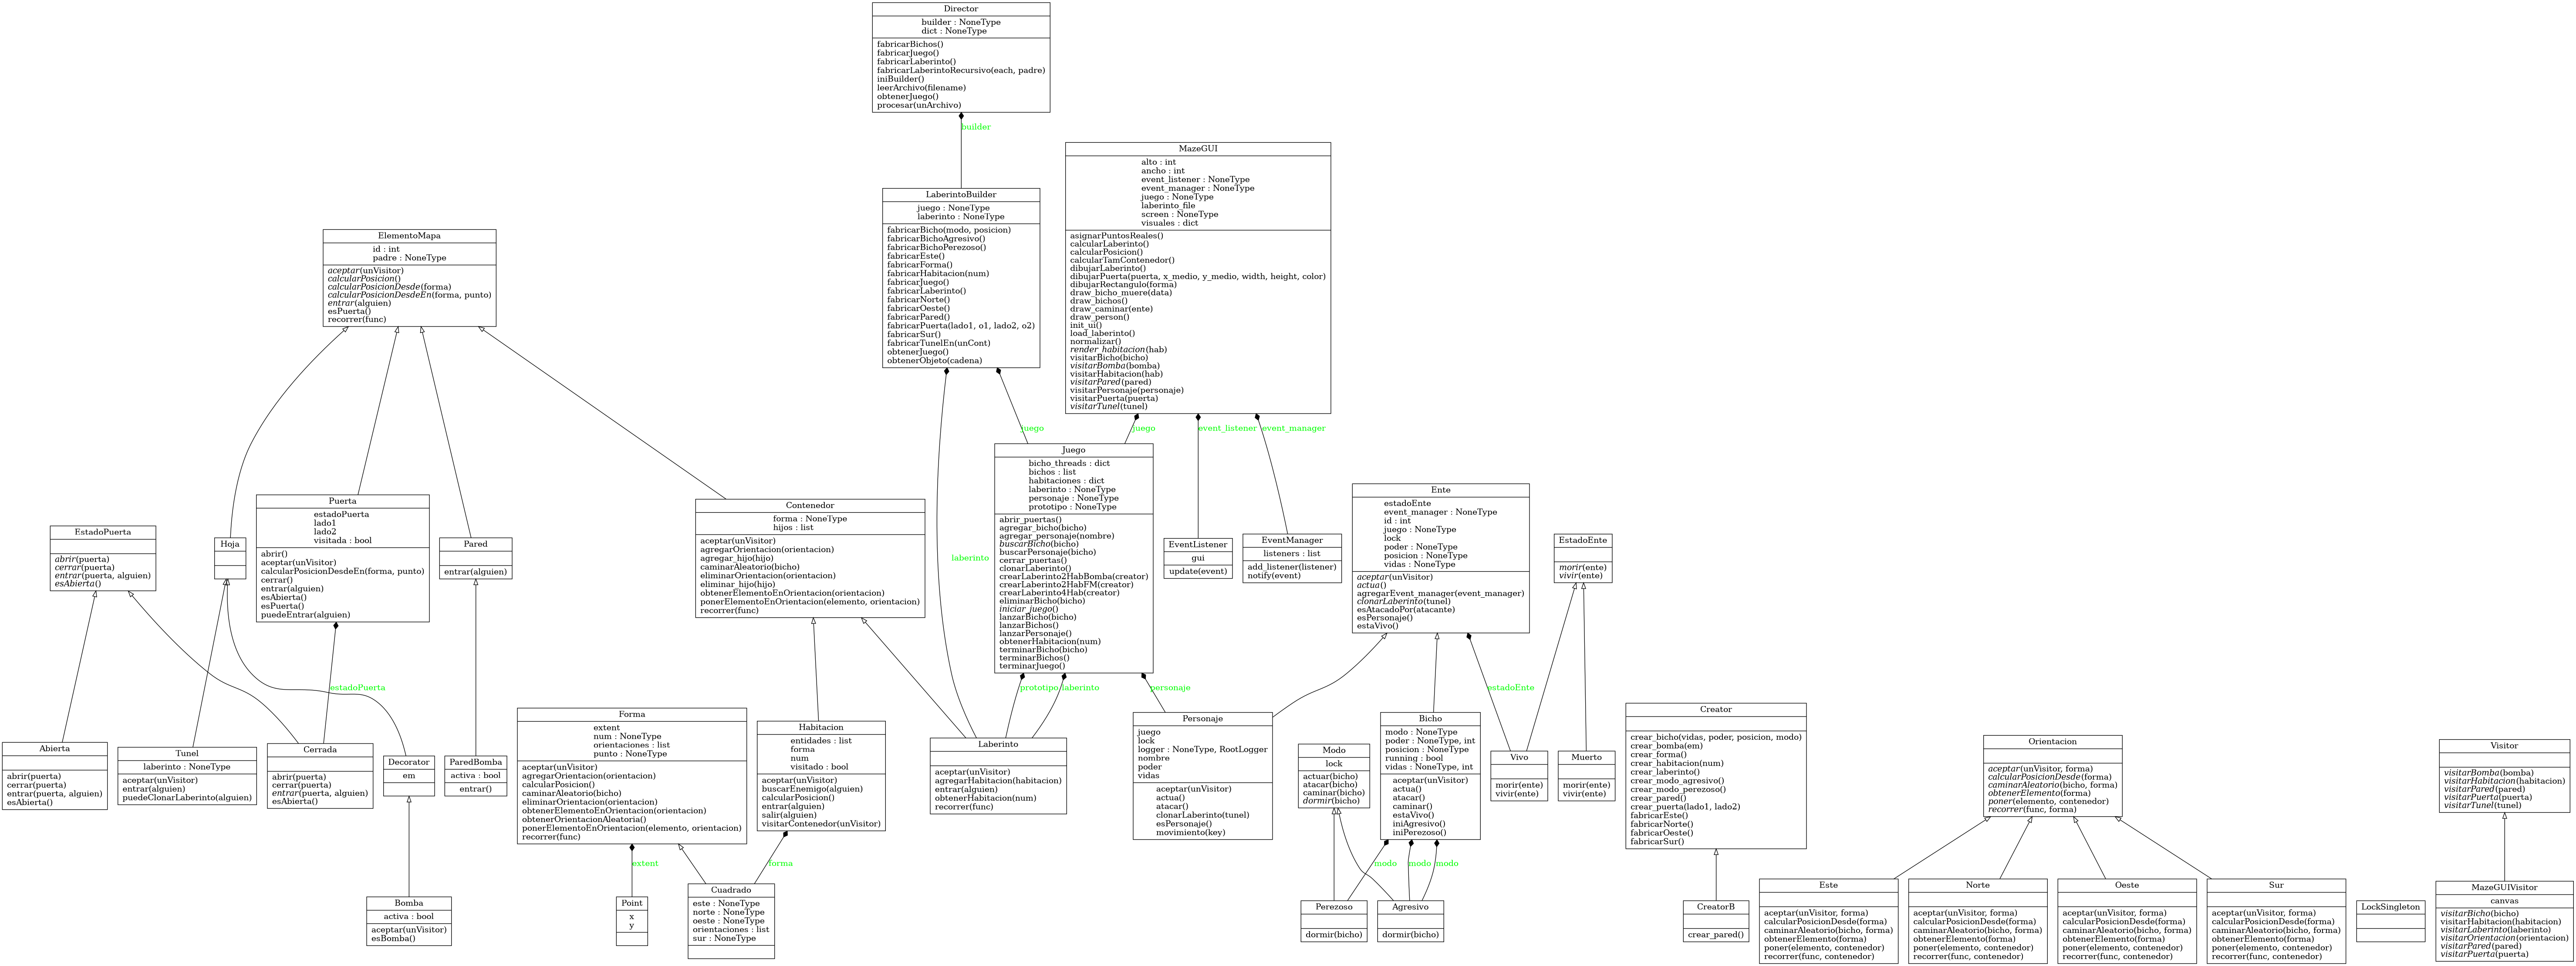 Director
builder : NoneType
dict : NoneType
fabricarBichos()
fabricarJuego()
fabricarLaberinto()
fabricarLaberintoRecursivo(each, padre)
iniBuilder()
leerArchivo(filename)
obtenerJuego()
procesar(unArchivo)
builder
MazeGUI
alto : int
ancho : int
event_listener : NoneType
event_manager : NoneType
juego : NoneType
laberinto_file
screen : NoneType
visuales : dict
asignarPuntosReales()
calcularLaberinto()
calcularPosicion()
calcularTamContenedor()
dibujarLaberinto()
dibujarPuerta(puerta, x_medio, y_medio, width, height, color)
dibujarRectangulo(forma)
draw_bicho_muere(data)
draw_bichos()
draw_caminar(ente)
draw_person()
init_ui()
load_laberinto()
normalizar()
render_habitacion(hab)
visitarBicho(bicho)
visitarBomba(bomba)
visitarHabitacion(hab)
visitarPared(pared)
visitarPersonaje(personaje)
visitarPuerta(puerta)
visitarTunel(tunel)
LaberintoBuilder
juego : NoneType
laberinto : NoneType
fabricarBicho(modo, posicion)
fabricarBichoAgresivo()
fabricarBichoPerezoso()
fabricarEste()
fabricarForma()
fabricarHabitacion(num)
fabricarJuego()
fabricarLaberinto()
fabricarNorte()
fabricarOeste()
fabricarPared()
fabricarPuerta(lado1, o1, lado2, o2)
fabricarSur()
fabricarTunelEn(unCont)
obtenerJuego()
obtenerObjeto(cadena)
ElementoMapa
id : int
padre : NoneType
aceptar(unVisitor)
calcularPosicion()
calcularPosicionDesde(forma)
calcularPosicionDesdeEn(forma, punto)
entrar(alguien)
esPuerta()
recorrer(func)
juego
juego
event_listener
event_manager
Juego
bicho_threads : dict
bichos : list
habitaciones : dict
laberinto : NoneType
personaje : NoneType
prototipo : NoneType
abrir_puertas()
agregar_bicho(bicho)
agregar_personaje(nombre)
buscarBicho(bicho)
buscarPersonaje(bicho)
cerrar_puertas()
clonarLaberinto()
crearLaberinto2HabBomba(creator)
crearLaberinto2HabFM(creator)
crearLaberinto4Hab(creator)
eliminarBicho(bicho)
iniciar_juego()
lanzarBicho(bicho)
lanzarBichos()
lanzarPersonaje()
obtenerHabitacion(num)
terminarBicho(bicho)
terminarBichos()
terminarJuego()
EstadoPuerta
abrir(puerta)
cerrar(puerta)
entrar(puerta, alguien)
esAbierta()
Hoja
Puerta
estadoPuerta
lado1
lado2
visitada : bool
abrir()
aceptar(unVisitor)
calcularPosicionDesdeEn(forma, punto)
cerrar()
entrar(alguien)
esAbierta()
esPuerta()
puedeEntrar(alguien)
Pared
entrar(alguien)
Contenedor
forma : NoneType
hijos : list
aceptar(unVisitor)
agregarOrientacion(orientacion)
agregar_hijo(hijo)
caminarAleatorio(bicho)
eliminarOrientacion(orientacion)
eliminar_hijo(hijo)
obtenerElementoEnOrientacion(orientacion)
ponerElementoEnOrientacion(elemento, orientacion)
recorrer(func)
laberinto
EventListener
gui
update(event)
EventManager
listeners : list
add_listener(listener)
notify(event)
Ente
estadoEnte
event_manager : NoneType
id : int
juego : NoneType
lock
poder : NoneType
posicion : NoneType
vidas : NoneType
aceptar(unVisitor)
actua()
agregarEvent_manager(event_manager)
clonarLaberinto(tunel)
esAtacadoPor(atacante)
esPersonaje()
estaVivo()
EstadoEnte
morir(ente)
vivir(ente)
estadoPuerta
prototipo
laberinto
personaje
estadoEnte
Abierta
abrir(puerta)
cerrar(puerta)
entrar(puerta, alguien)
esAbierta()
Tunel
laberinto : NoneType
aceptar(unVisitor)
entrar(alguien)
puedeClonarLaberinto(alguien)
Cerrada
abrir(puerta)
cerrar(puerta)
entrar(puerta, alguien)
esAbierta()
Decorator
em
ParedBomba
activa : bool
entrar()
Forma
extent
num : NoneType
orientaciones : list
punto : NoneType
aceptar(unVisitor)
agregarOrientacion(orientacion)
calcularPosicion()
caminarAleatorio(bicho)
eliminarOrientacion(orientacion)
obtenerElementoEnOrientacion(orientacion)
obtenerOrientacionAleatoria()
ponerElementoEnOrientacion(elemento, orientacion)
recorrer(func)
Habitacion
entidades : list
forma
num
visitado : bool
aceptar(unVisitor)
buscarEnemigo(alguien)
calcularPosicion()
entrar(alguien)
salir(alguien)
visitarContenedor(unVisitor)
Laberinto
aceptar(unVisitor)
agregarHabitacion(habitacion)
entrar(alguien)
obtenerHabitacion(num)
recorrer(func)
Personaje
juego
lock
logger : NoneType, RootLogger
nombre
poder
vidas
aceptar(unVisitor)
actua()
atacar()
clonarLaberinto(tunel)
esPersonaje()
movimiento(key)
Modo
lock
actuar(bicho)
atacar(bicho)
caminar(bicho)
dormir(bicho)
Bicho
modo : NoneType
poder : NoneType, int
posicion : NoneType
running : bool
vidas : NoneType, int
aceptar(unVisitor)
actua()
atacar()
caminar()
estaVivo()
iniAgresivo()
iniPerezoso()
Vivo
morir(ente)
vivir(ente)
Muerto
morir(ente)
vivir(ente)
Creator
crear_bicho(vidas, poder, posicion, modo)
crear_bomba(em)
crear_forma()
crear_habitacion(num)
crear_laberinto()
crear_modo_agresivo()
crear_modo_perezoso()
crear_pared()
crear_puerta(lado1, lado2)
fabricarEste()
fabricarNorte()
fabricarOeste()
fabricarSur()
Orientacion
aceptar(unVisitor, forma)
calcularPosicionDesde(forma)
caminarAleatorio(bicho, forma)
obtenerElemento(forma)
poner(elemento, contenedor)
recorrer(func, forma)
Visitor
visitarBomba(bomba)
visitarHabitacion(habitacion)
visitarPared(pared)
visitarPuerta(puerta)
visitarTunel(tunel)
extent
forma
modo
modo
modo
Bomba
activa : bool
aceptar(unVisitor)
esBomba()
Point
x
y
Cuadrado
este : NoneType
norte : NoneType
oeste : NoneType
orientaciones : list
sur : NoneType
Perezoso
dormir(bicho)
Agresivo
dormir(bicho)
CreatorB
crear_pared()
Este
aceptar(unVisitor, forma)
calcularPosicionDesde(forma)
caminarAleatorio(bicho, forma)
obtenerElemento(forma)
poner(elemento, contenedor)
recorrer(func, contenedor)
Norte
aceptar(unVisitor, forma)
calcularPosicionDesde(forma)
caminarAleatorio(bicho, forma)
obtenerElemento(forma)
poner(elemento, contenedor)
recorrer(func, contenedor)
Oeste
aceptar(unVisitor, forma)
calcularPosicionDesde(forma)
caminarAleatorio(bicho, forma)
obtenerElemento(forma)
poner(elemento, contenedor)
recorrer(func, contenedor)
Sur
aceptar(unVisitor, forma)
calcularPosicionDesde(forma)
caminarAleatorio(bicho, forma)
obtenerElemento(forma)
poner(elemento, contenedor)
recorrer(func, contenedor)
LockSingleton
MazeGUIVisitor
canvas
visitarBicho(bicho)
visitarHabitacion(habitacion)
visitarLaberinto(laberinto)
visitarOrientacion(orientacion)
visitarPared(pared)
visitarPuerta(puerta)